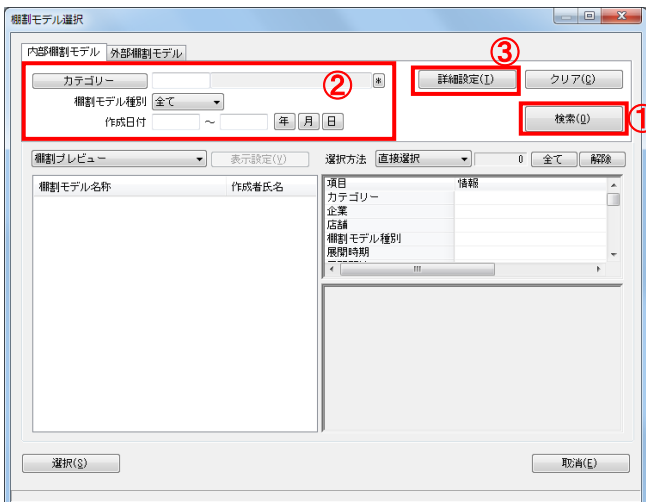 棚割モデル選択
内部棚割モデル 外部棚割モデル
③
カテゴリー ② * 詳細設定(I) クリア(C)
棚割モデル種別 全て
作成日付 ～ 年 月 日 検索(Q) ①
棚割プレビュー 表示設定(V) 選択方法 直接選択 0 全て 解除
棚割モデル名称 作成者氏名 項目 情報
カテゴリー
企業
店舗
棚割モデル種別
展開時期
選択(S) 取消(E)